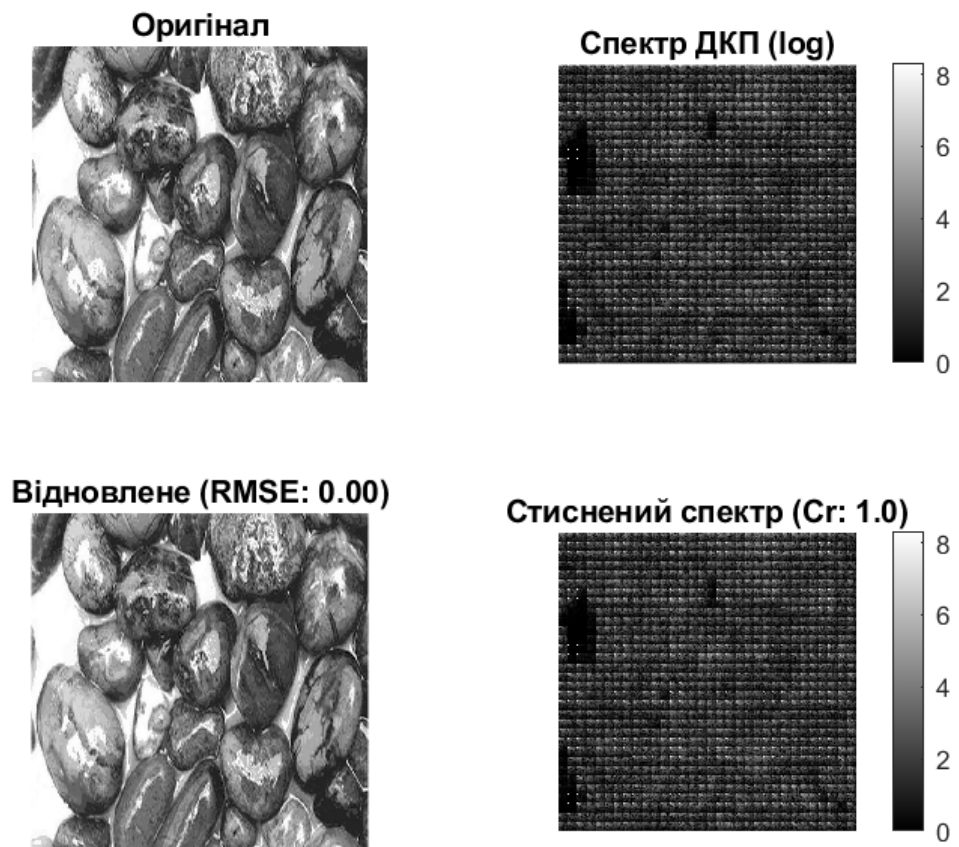 Оригінал
Спектр ДКП (log)
8
6
4
2
0
Відновлене (RMSE: 0.00)
Стиснений спектр (Cr: 1.0)
8
6
4
2
0